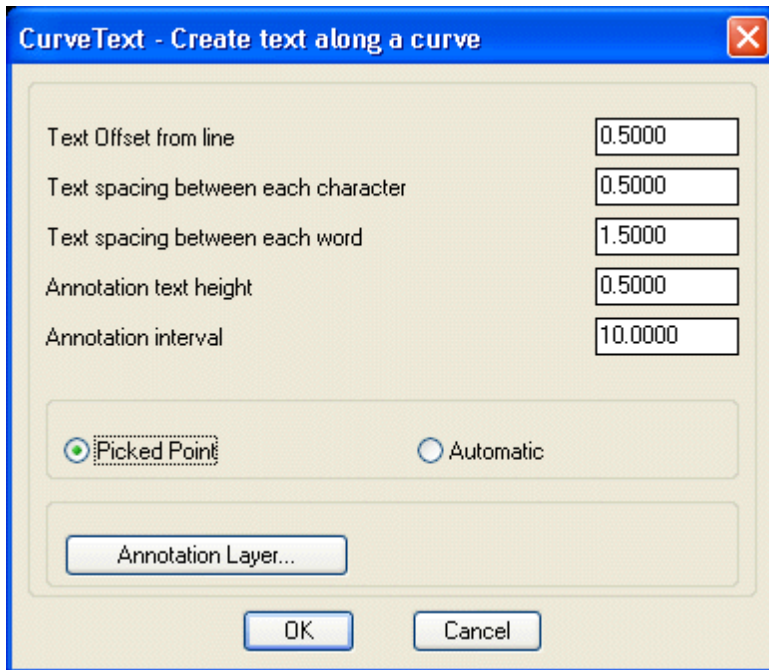 CurveText - Create text along a curve
Text Offset from line 0.5000
Text spacing between each character 0.5000
Text spacing between each word 1.5000
Annotation text height 0.5000
Annotation interval 10.0000
Picked Point Automatic
Annotation Layer...
OK Cancel